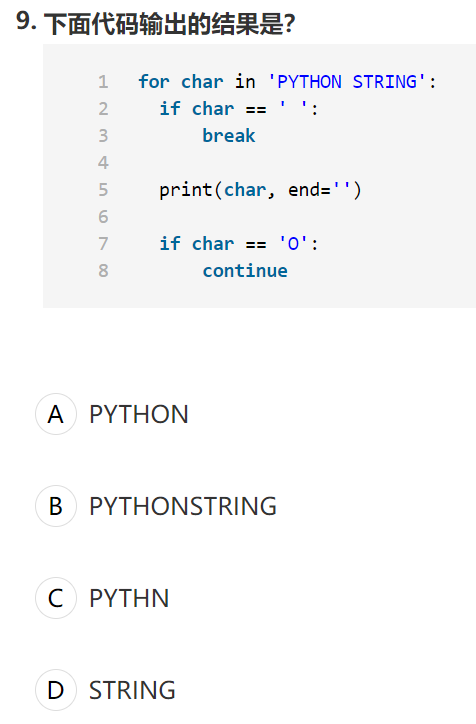 9. 下面代码输出的结果是?
1 for char in 'PYTHON STRING':
2   if char == ' ':
3       break
4
5   print(char, end='')
6
7   if char == 'O':
8       continue
A PYTHON
B PYTHONSTRING
C PYTHN
D STRING